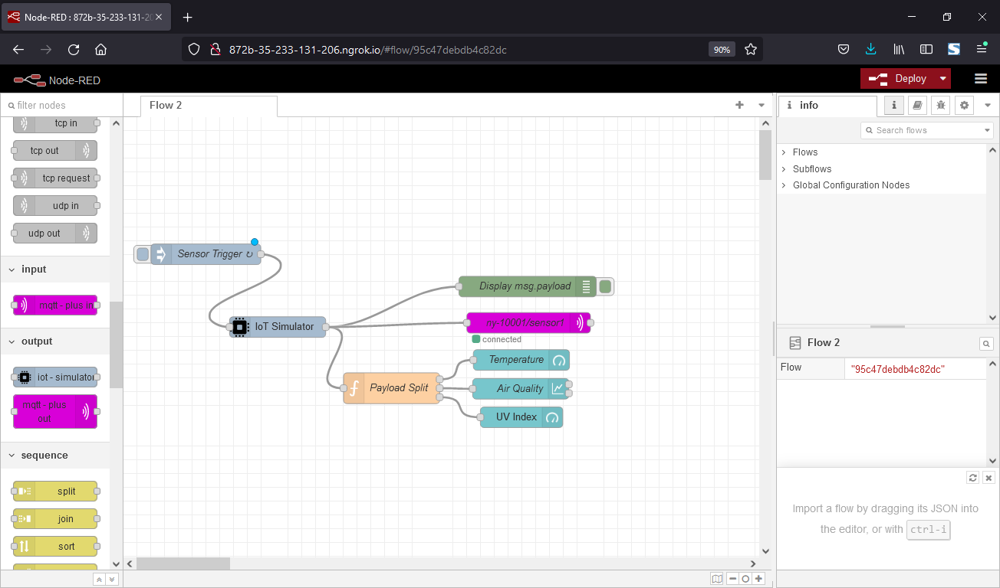 Node-RED : 872b-35-233-131-20
872b-35-233-131-206.ngrok.io/#flow/95c47debdb4c82dc
90%
Node-RED
Deploy
filter nodes
Flow 2
info
Search flows
tcp in
tcp out
tcp request
udp in
udp out
input
mqtt - plus in
output
iot - simulator
mqtt - plus
out
sequence
split
join
sort
Sensor Trigger ↻
IoT Simulator
Display msg.payload
ny-10001/sensor1
connected
Payload Split
Temperature
Air Quality
UV Index
Flows
Subflows
Global Configuration Nodes
Flow 2
Flow
"95c47debdb4c82dc"
Import a flow by dragging its JSON into
the editor, or with ctrl-i